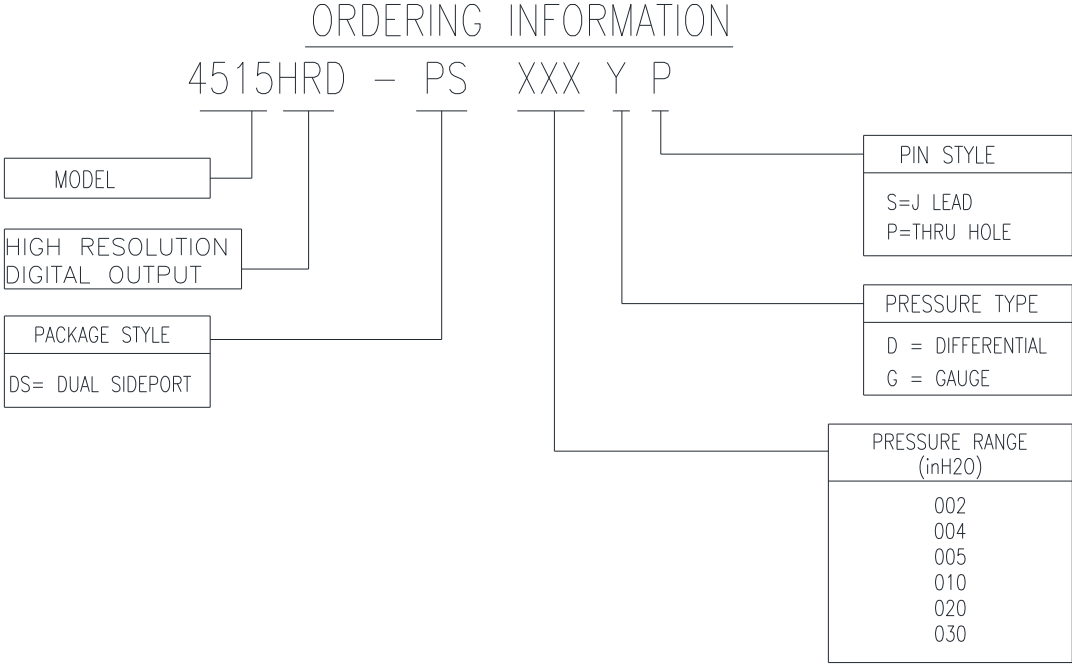 ORDERING INFORMATION
4515HRD - PS XXX Y P
MODEL
HIGH RESOLUTION
DIGITAL OUTPUT
PACKAGE STYLE
DS= DUAL SIDEPORT
PIN STYLE
S=J LEAD
P=THRU HOLE
PRESSURE TYPE
D = DIFFERENTIAL
G = GAUGE
PRESSURE RANGE
(inH2O)
002
004
005
010
020
030